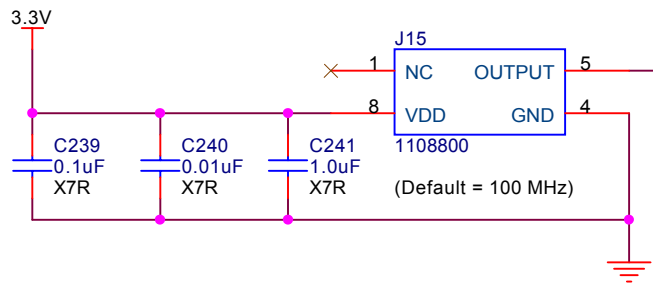 3.3V
J15
1 NC OUTPUT 5
8 VDD GND 4
1108800
(Default = 100 MHz)
C239
0.1uF
X7R
C240
0.01uF
X7R
C241
1.0uF
X7R